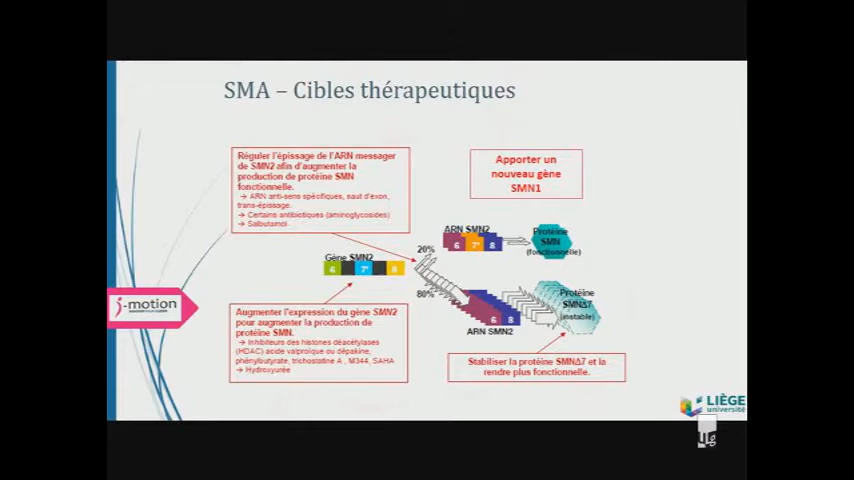 SMA – Cibles thérapeutiques
Réguler l'épissage de l'ARN messager
de SMN2 afin d'augmenter la
production de protéine SMN
fonctionnelle.
→ ARN anti-sens spécifiques, saut d'exon,
trans-épissage.
→ Certains antibiotiques (aminoglycosides)
→ Salbutamol
Apporter un
nouveau gène
SMN1
ARN SMN2
6 7* 8
Protéine
SMN
(fonctionnelle)
20%
Gène SMN2
6 7* 8
80%
Protéine
SMNΔ7
(instable)
6 8
ARN SMN2
i-motion
Augmenter l'expression du gène SMN2
pour augmenter la production de
protéine SMN.
→ Inhibiteurs des histones déacétylases
(HDAC) acide valproïque ou dépakine,
phénylbutyrate, trichostatine A , M344, SAHA
→ Hydroxyurée
Stabiliser la protéine SMNΔ7 et la
rendre plus fonctionnelle.
LIÈGE
université